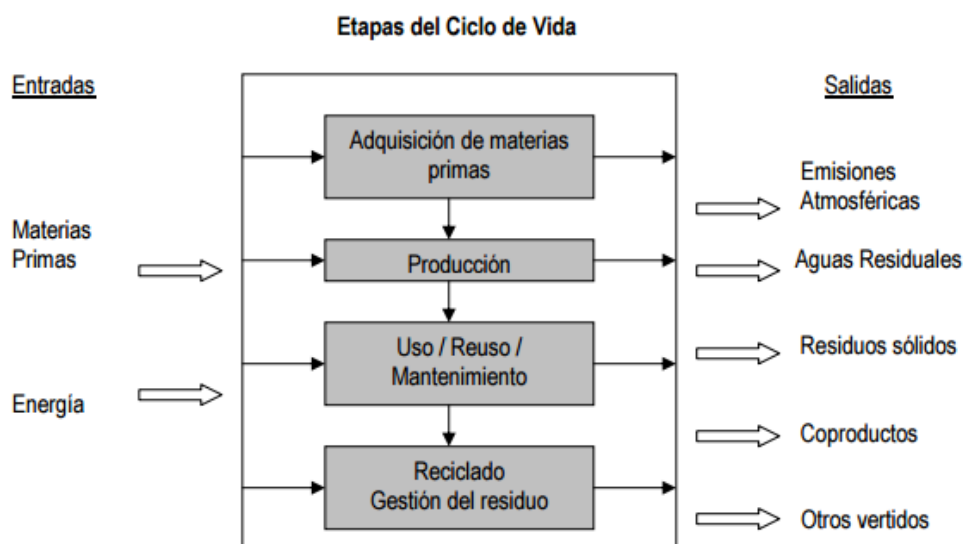 Etapas del Ciclo de Vida
Entradas
Salidas
Adquisición de materias
primas
Emisiones
Atmosféricas
Materias
Primas
Producción
Aguas Residuales
Uso / Reuso /
Mantenimiento
Residuos sólidos
Energía
Coproductos
Reciclado
Gestión del residuo
Otros vertidos